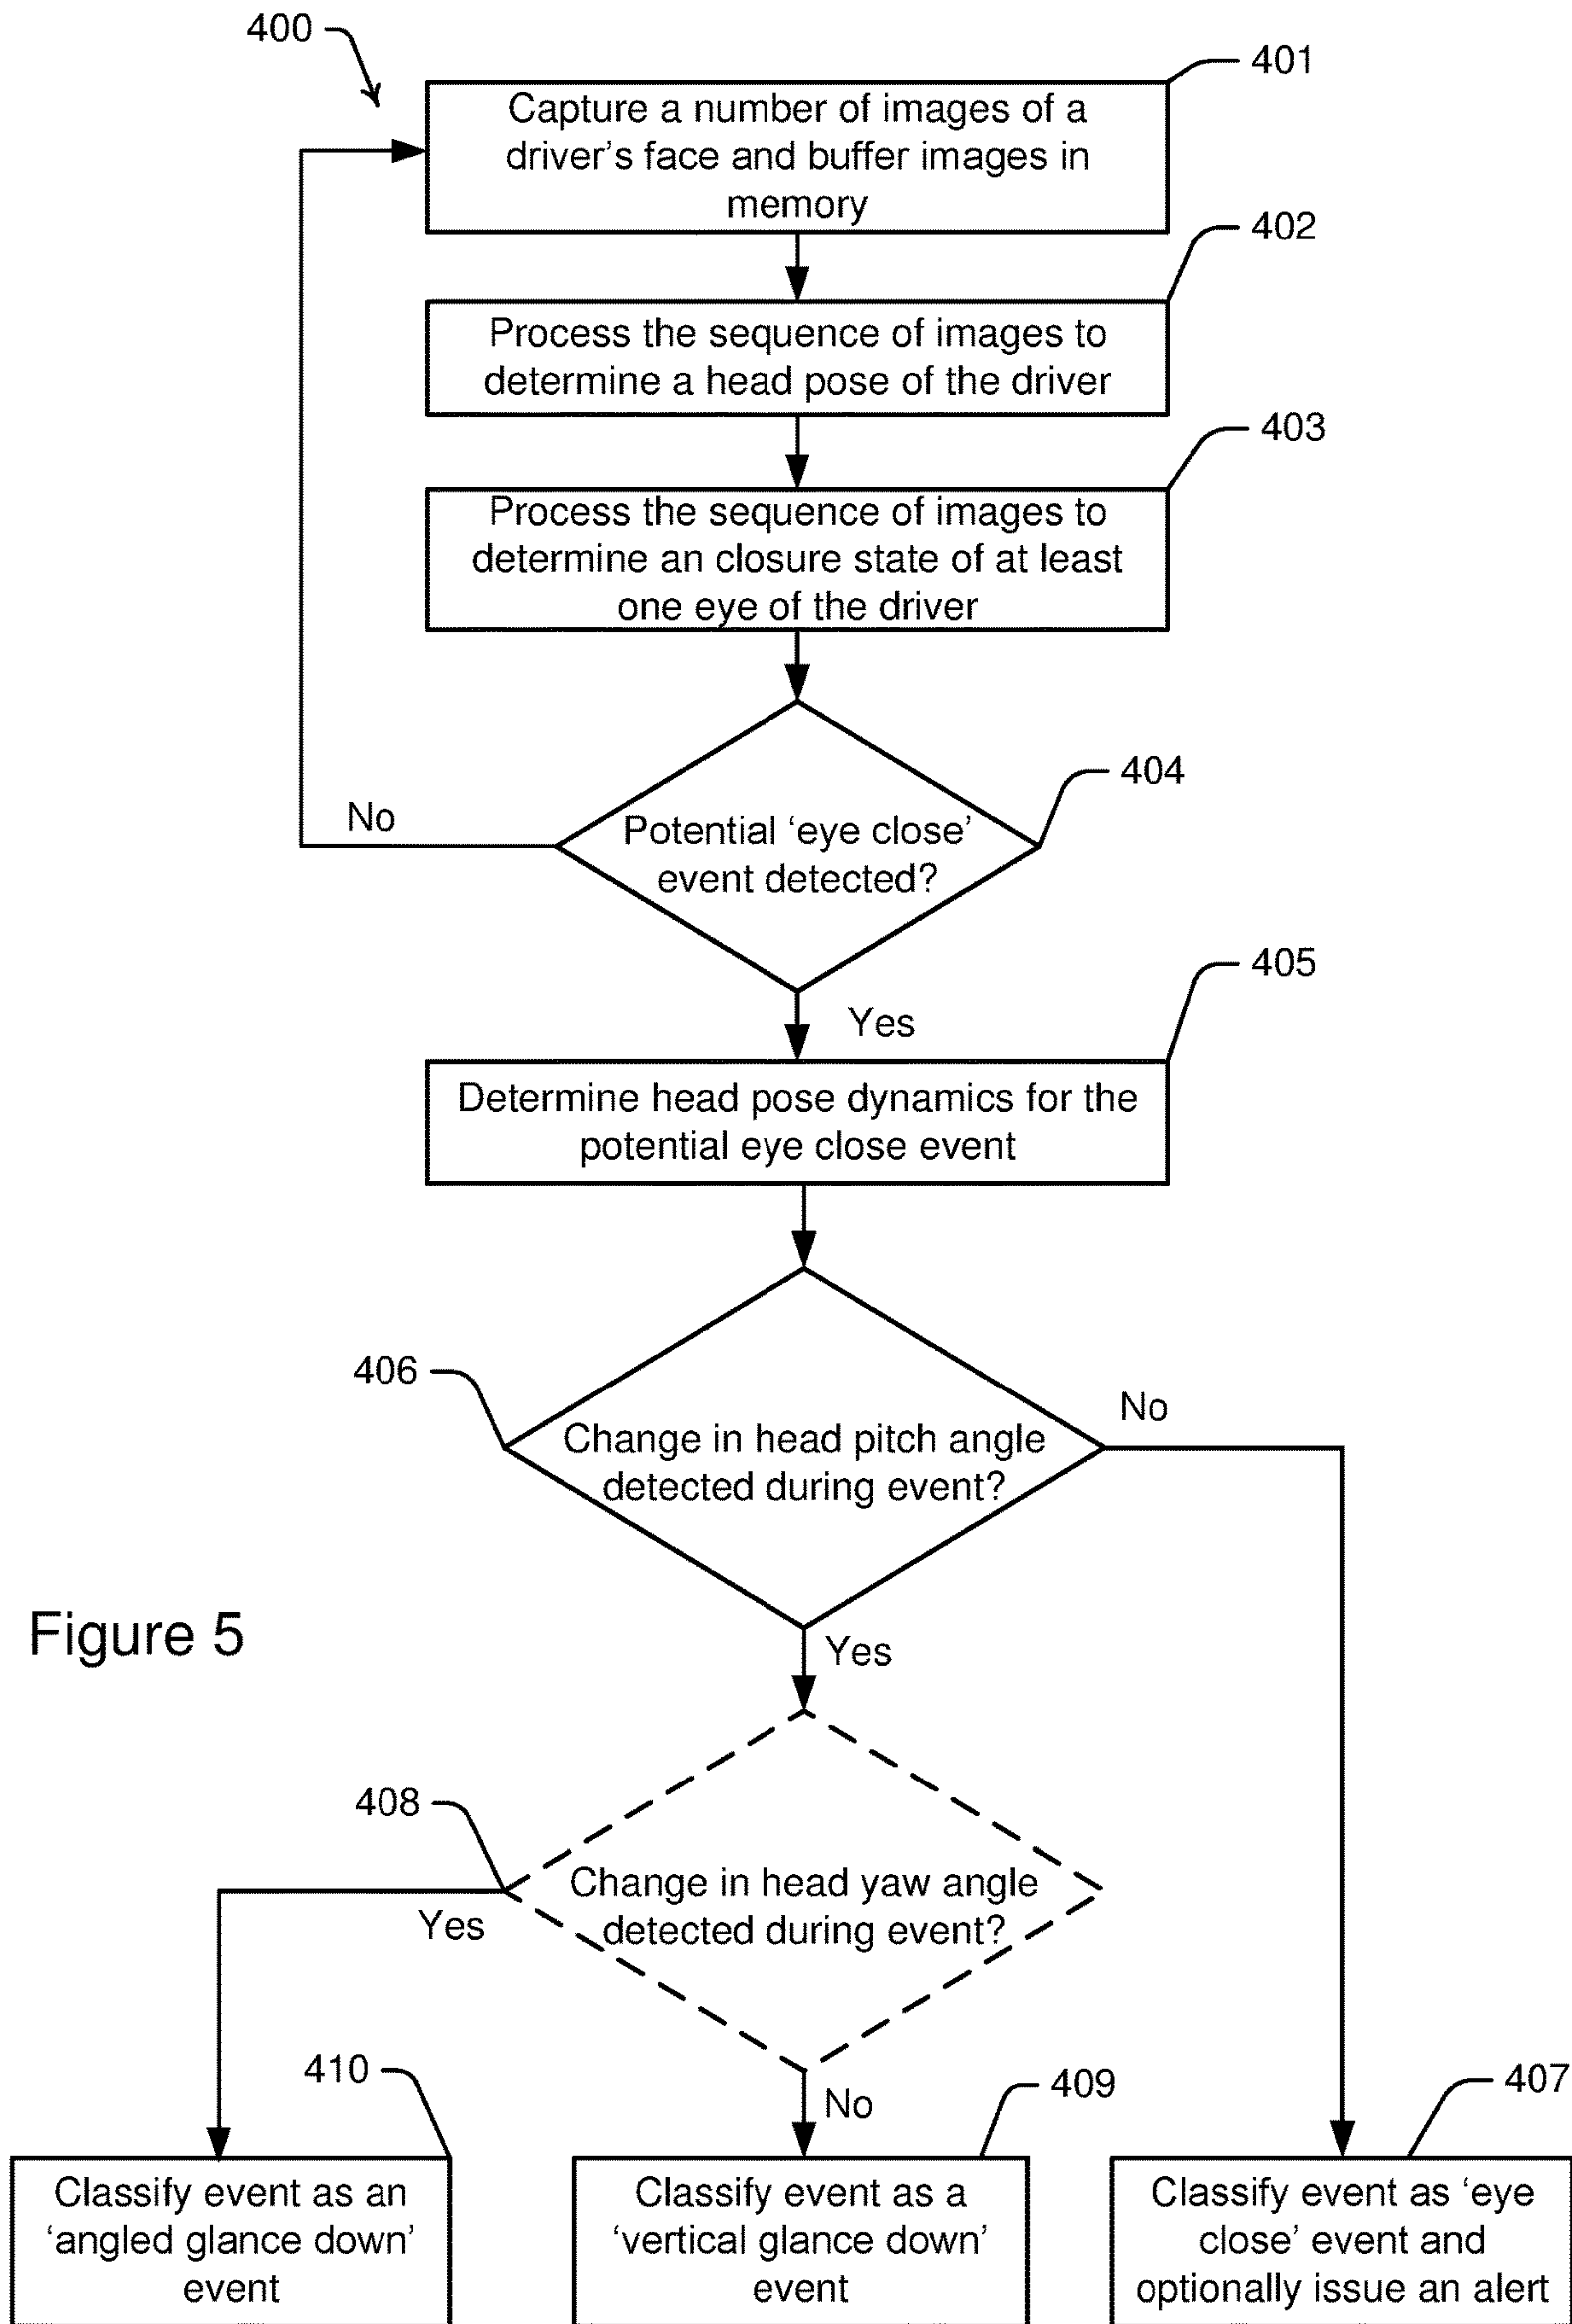 400
401
Capture a number of images of a
driver's face and buffer images in
memory
402
Process the sequence of images to
determine a head pose of the driver
403
Process the sequence of images to
determine an closure state of at least
one eye of the driver
404
Potential 'eye close'
event detected?
No
Yes
405
Determine head pose dynamics for the
potential eye close event
406
Change in head pitch angle
detected during event?
No
Yes
Figure 5
408
Change in head yaw angle
detected during event?
Yes
No
410
Classify event as an
'angled glance down'
event
409
Classify event as a
'vertical glance down'
event
407
Classify event as 'eye
close' event and
optionally issue an alert